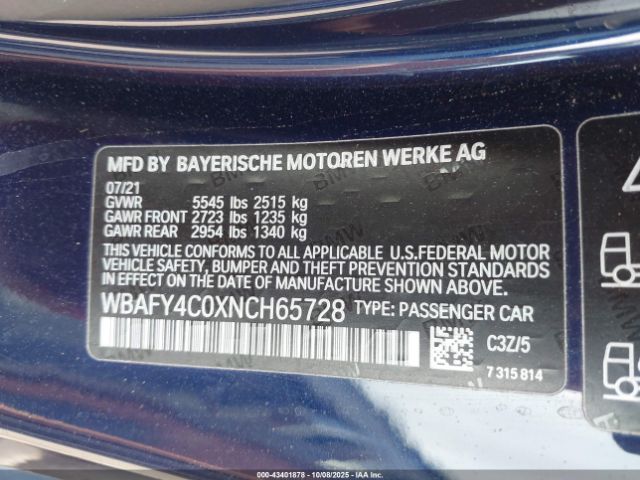 MFD BY BAYERISCHE MOTOREN WERKE AG
07/21
GVWR 5545 lbs 2515 kg
GAWR FRONT 2723 lbs 1235 kg
GAWR REAR 2954 lbs 1340 kg
THIS VEHICLE CONFORMS TO ALL APPLICABLE U.S.FEDERAL MOTOR
VEHICLE SAFETY, BUMPER AND THEFT PREVENTION STANDARDS
IN EFFECT ON THE DATE OF MANUFACTURE SHOWN ABOVE.
WBAFY4C0XNCH65728 TYPE: PASSENGER CAR
C3Z/5
7 315 814
000-43401878 10/08/2025 IAAI.com